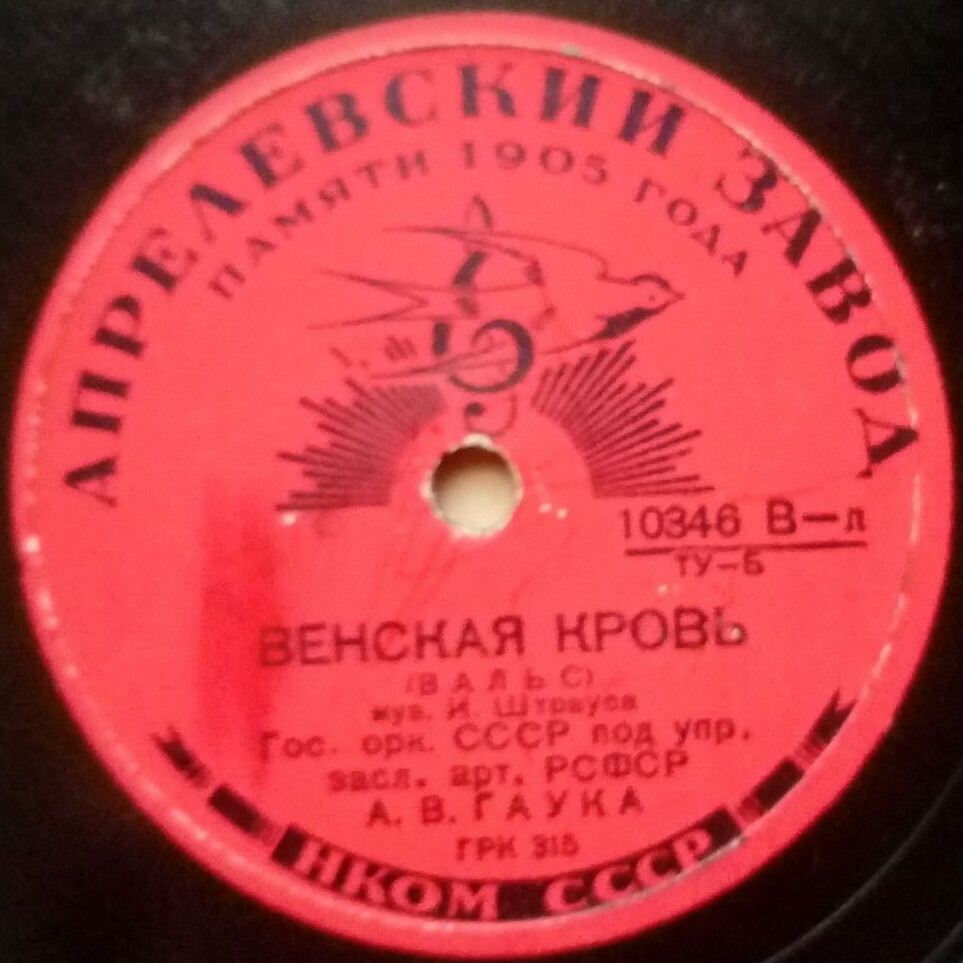 АПРЕЛЕВСКИЙ ЗАВОД
ПАМЯТИ 1905 ГОДА
10346 В-л
ТУ-Б
ВЕНСКАЯ КРОВЬ
(ВАЛЬС)
муз. И. Штрауса
Гос. орк. СССР под упр.
засл. арт. РСФСР
А. В. ГАУКА
ГРК 315
НКОМ СССР